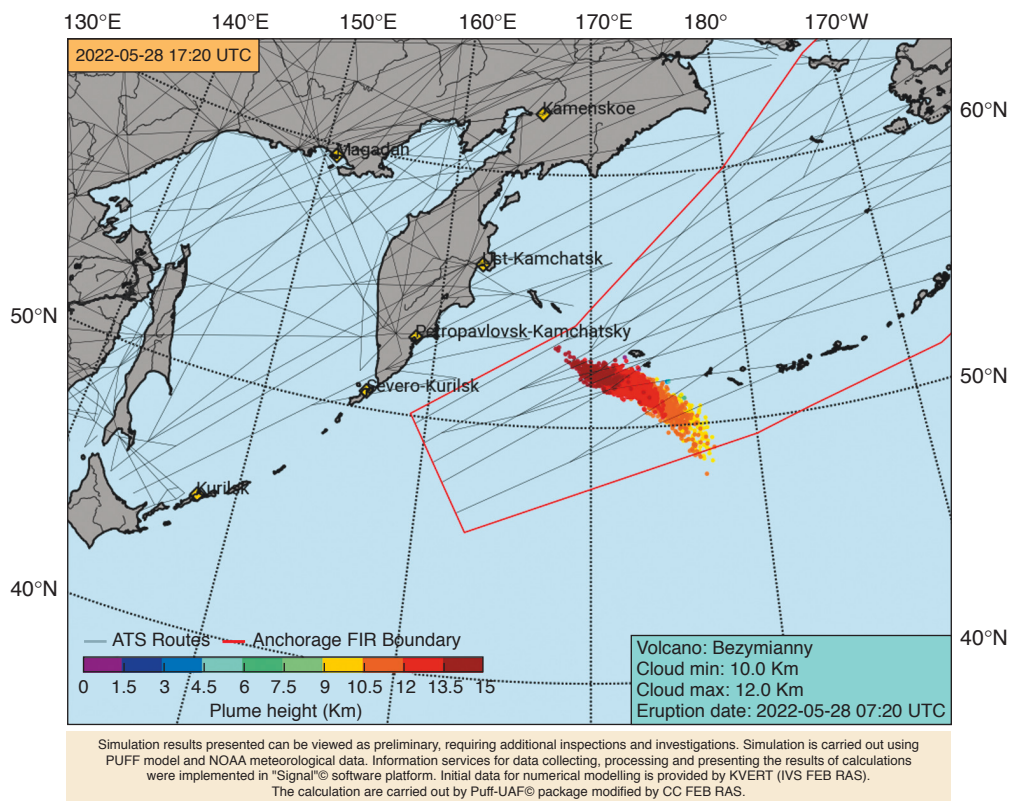 130°E 140°E 150°E 160°E 170°E 180° 170°W
2022-05-28 17:20 UTC
60°N
Kamenskoe
Magadan
Ust-Kamchatsk
50°N
Petropavlovsk-Kamchatsky
50°N
Severo-Kurilsk
Kurilsk
40°N
40°N
ATS Routes Anchorage FIR Boundary
0 1.5 3 4.5 6 7.5 9 10.5 12 13.5 15
Plume height (Km)
Volcano: Bezymianny
Cloud min: 10.0 Km
Cloud max: 12.0 Km
Eruption date: 2022-05-28 07:20 UTC
Simulation results presented can be viewed as preliminary, requiring additional inspections and investigations. Simulation is carried out using
PUFF model and NOAA meteorological data. Information services for data collecting, processing and presenting the results of calculations
were implemented in "Signal"© software platform. Initial data for numerical modelling is provided by KVERT (IVS FEB RAS).
The calculation are carried out by Puff-UAF© package modified by CC FEB RAS.